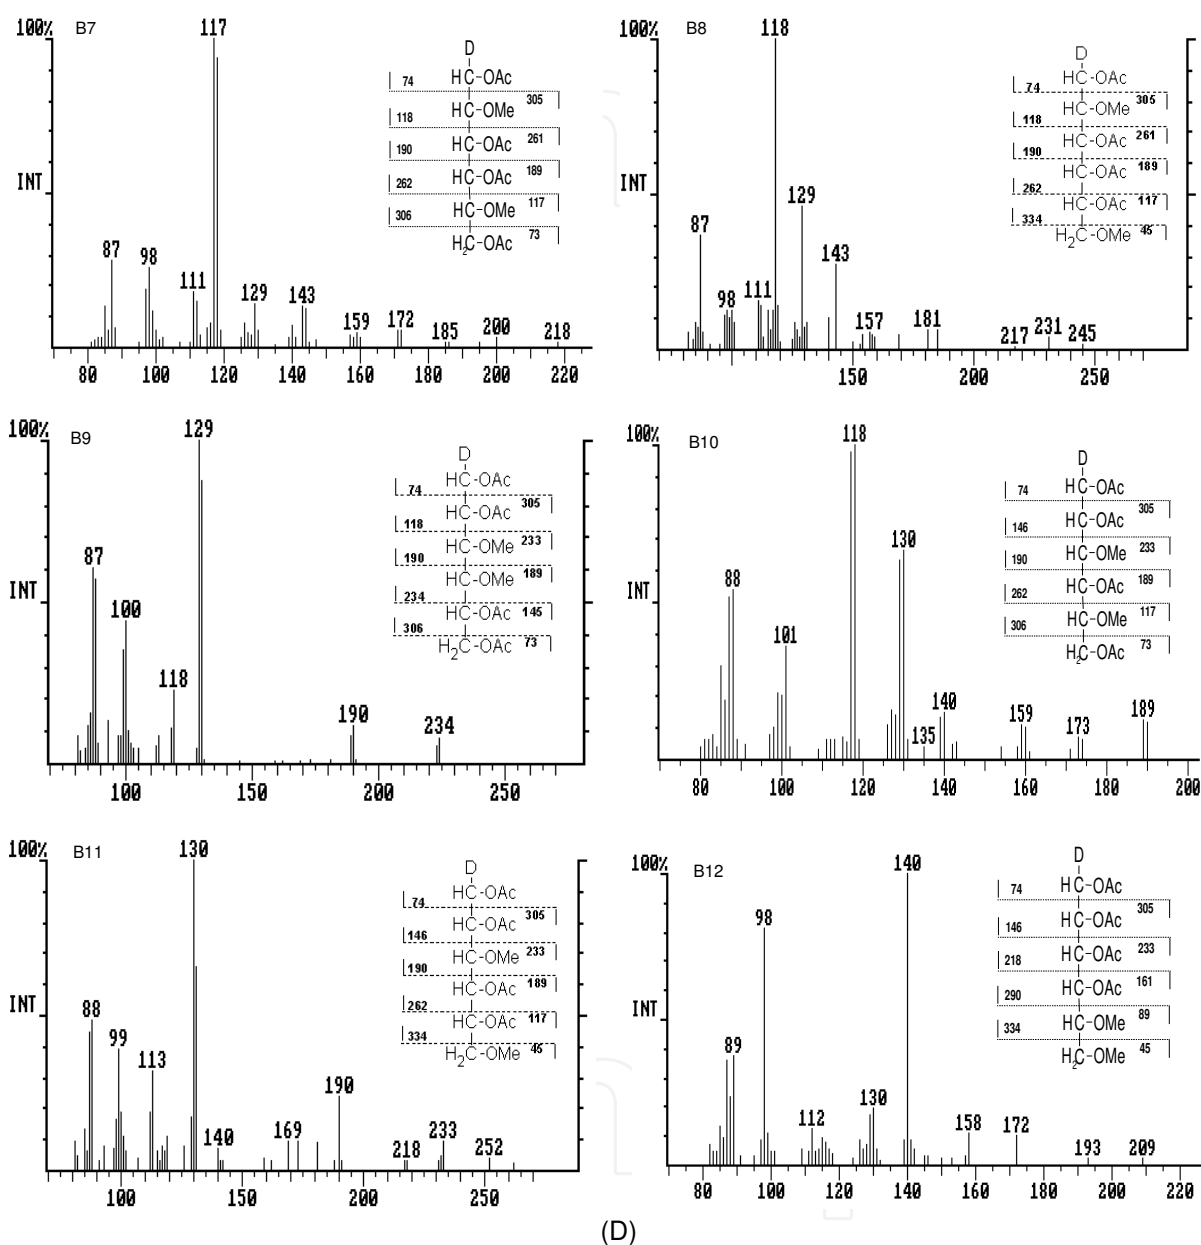 B7
100%
INT
117
87
98
111
129
143
159
172
185
200
218
80 100 120 140 160 180 200 220
D
74 HC-OAc 305
118 HC-OMe 261
190 HC-OAc 189
262 HC-OAc 117
306 HC-OMe 73
H2C-OAc
B8
100%
INT
118
87
98
111
129
143
157
181
217
231
245
150 200 250
D
74 HC-OAc 305
118 HC-OMe 261
190 HC-OAc 189
262 HC-OAc 117
334 HC-OAc 45
H2C-OMe
B9
100%
INT
129
87
100
118
190
234
100 150 200 250
D
74 HC-OAc 305
118 HC-OAc 233
190 HC-OMe 189
234 HC-OMe 145
306 HC-OAc 73
H2C-OAc
B10
100%
INT
118
88
101
130
135
140
159
173
189
80 100 120 140 160 180 200
D
74 HC-OAc 305
146 HC-OAc 233
190 HC-OMe 189
262 HC-OAc 117
306 HC-OMe 73
H2C-OAc
B11
100%
INT
130
88
99
113
140
169
190
218
233
252
100 150 200 250
D
74 HC-OAc 305
146 HC-OAc 233
190 HC-OMe 189
262 HC-OAc 117
334 HC-OAc 45
H2C-OMe
B12
100%
INT
140
98
89
112
130
158
172
193
209
80 100 120 140 160 180 200 220
D
74 HC-OAc 305
146 HC-OAc 233
218 HC-OAc 161
290 HC-OAc 89
334 HC-OMe 45
H2C-OMe
(D)